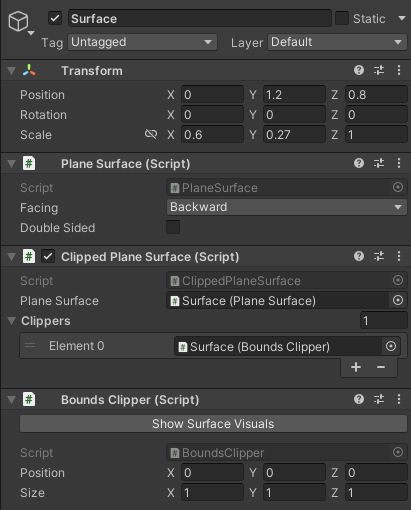 Surface Static
Tag Untagged Layer Default
Transform
Position X 0 Y 1.2 Z 0.8
Rotation X 0 Y 0 Z 0
Scale X 0.6 Y 0.27 Z 1
# Plane Surface (Script)
Script # PlaneSurface
Facing Backward
Double Sided
# Clipped Plane Surface (Script)
Script # ClippedPlaneSurface
Plane Surface # Surface (Plane Surface)
Clippers 1
= Element 0 # Surface (Bounds Clipper)
+ −
# Bounds Clipper (Script)
Show Surface Visuals
Script # BoundsClipper
Position X 0 Y 0 Z 0
Size X 1 Y 1 Z 1